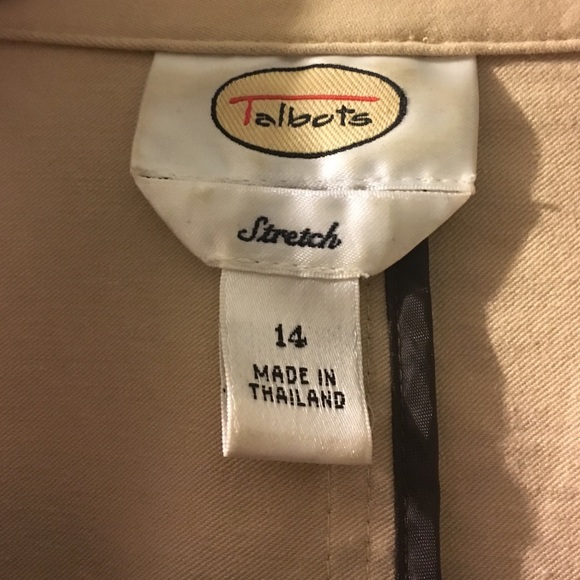 Talbots
Stretch
14
MADE IN
THAILAND